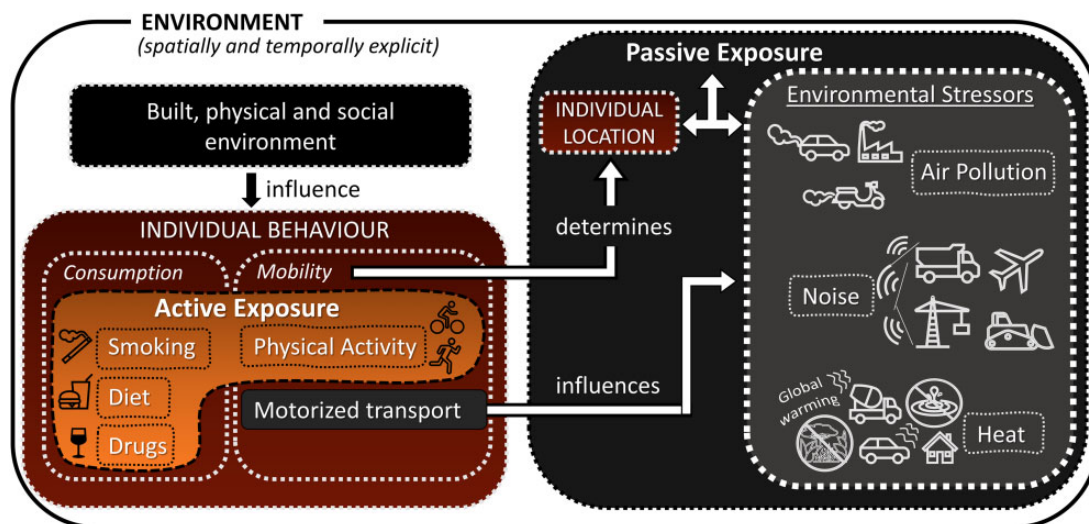 ENVIRONMENT
(spatially and temporally explicit)
Built, physical and social
environment
influence
INDIVIDUAL BEHAVIOUR
Consumption
Mobility
Active Exposure
Smoking
Physical Activity
Diet
Motorized transport
Drugs
Passive Exposure
INDIVIDUAL
LOCATION
determines
influences
Environmental Stressors
Air Pollution
Noise
Global
warming
Heat